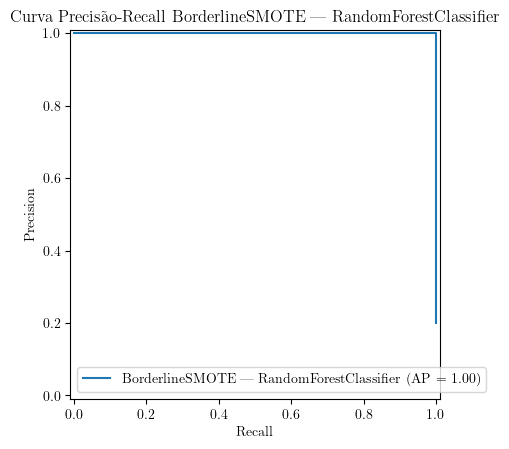 Curva Precisão-Recall BorderlineSMOTE — RandomForestClassifier
1.0
0.8
0.6
0.4
0.2
0.0
Precision
BorderlineSMOTE — RandomForestClassifier (AP = 1.00)
0.0 0.2 0.4 0.6 0.8 1.0
Recall